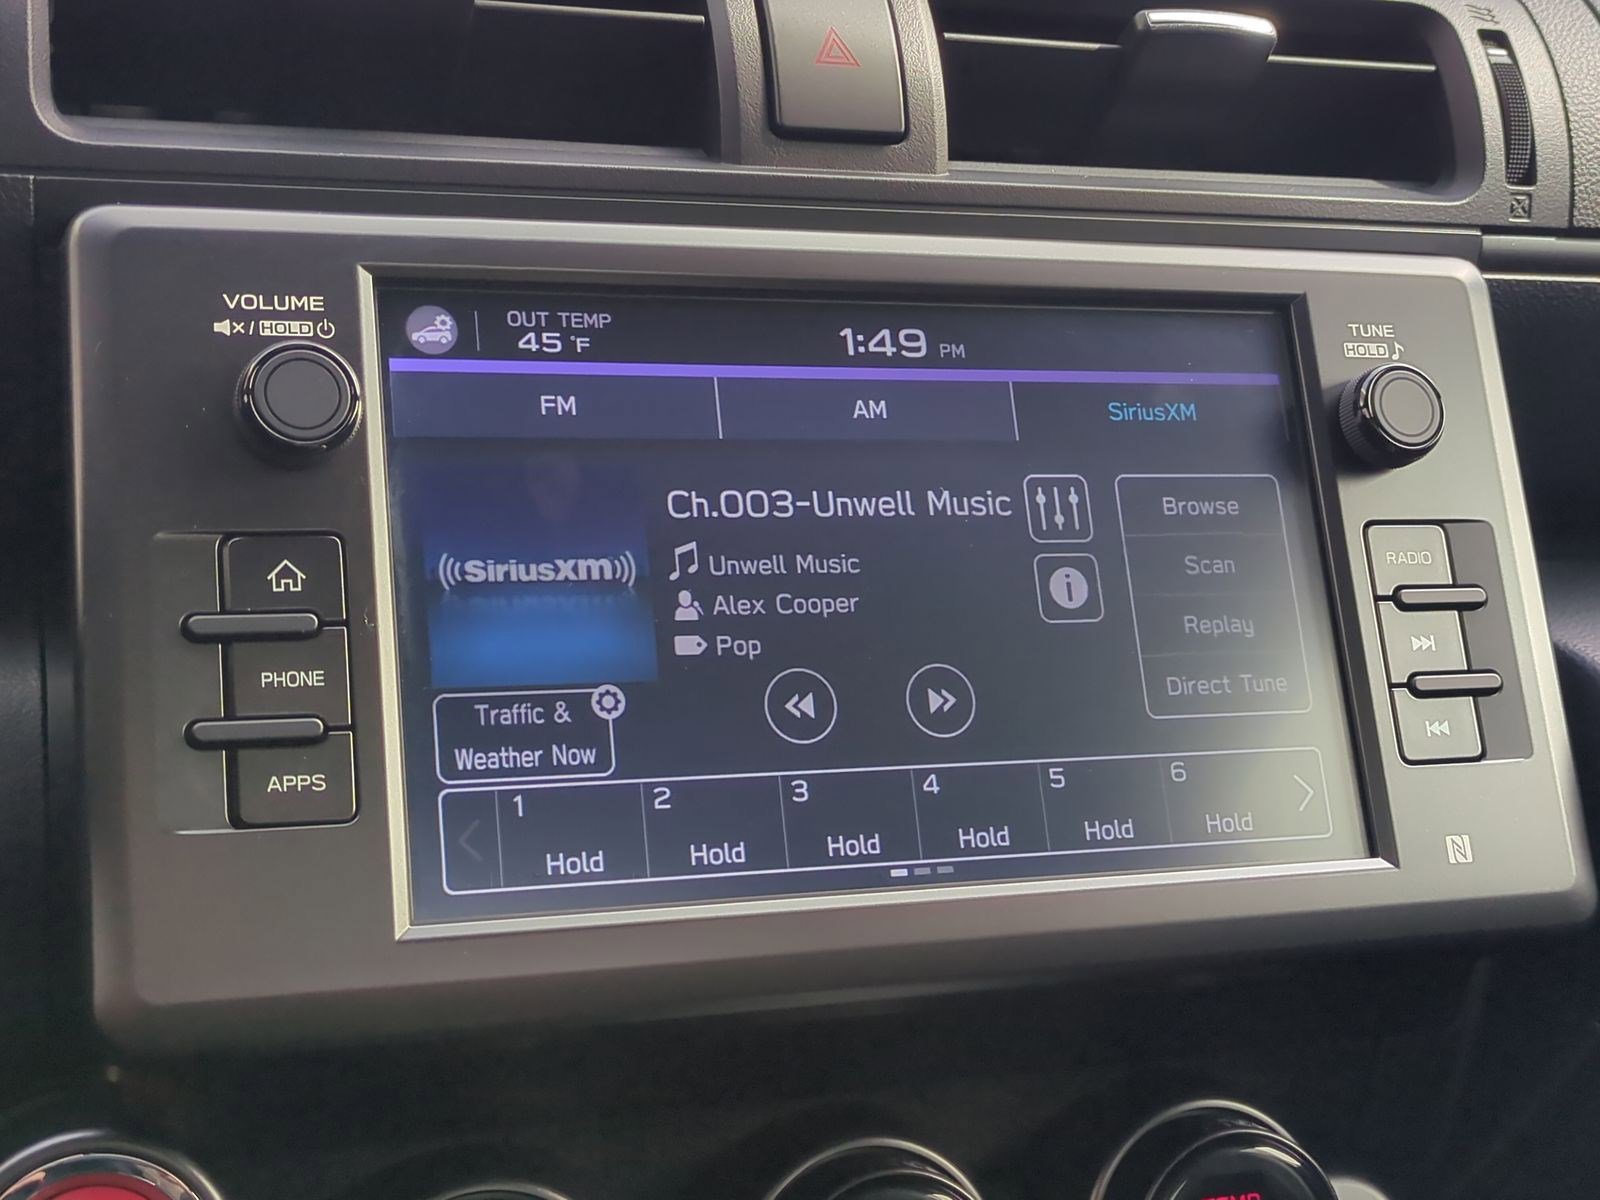 VOLUME
/ HOLD
OUT TEMP
45 °F
1:49 PM
TUNE
HOLD
FM
AM
SiriusXM
Ch.003-Unwell Music
Unwell Music
Alex Cooper
Pop
((SiriusXM))
Browse
Scan
Replay
Direct Tune
Traffic &
Weather Now
1
Hold
2
Hold
3
Hold
4
Hold
5
Hold
6
Hold
PHONE
APPS
RADIO
TEMP